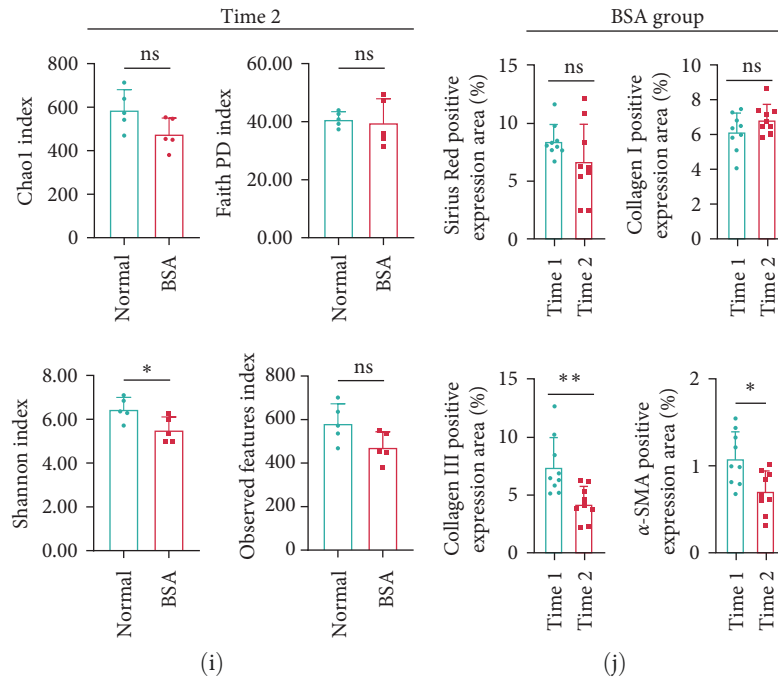 Time 2
BSA group
Chao1 index
800
600
400
200
0
ns
Normal
BSA
Faith PD index
60.00
40.00
20.00
0.00
ns
Normal
BSA
Sirius Red positive
expression area (%)
15
10
5
0
ns
Time 1
Time 2
Collagen I positive
expression area (%)
10
8
6
4
2
0
ns
Time 1
Time 2
Shannon index
8.00
6.00
4.00
2.00
0.00
*
Normal
BSA
Observed features index
800
600
400
200
0
ns
Normal
BSA
Collagen III positive
expression area (%)
15
10
5
0
**
Time 1
Time 2
α-SMA positive
expression area (%)
2
1
0
*
Time 1
Time 2
(i)
(j)